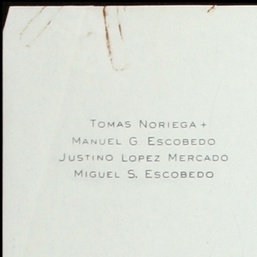 TOMAS NORIEGA +
MANUEL G ESCOBEDO
JUSTINO LOPEZ MERCADO
MIGUEL S. ESCOBEDO